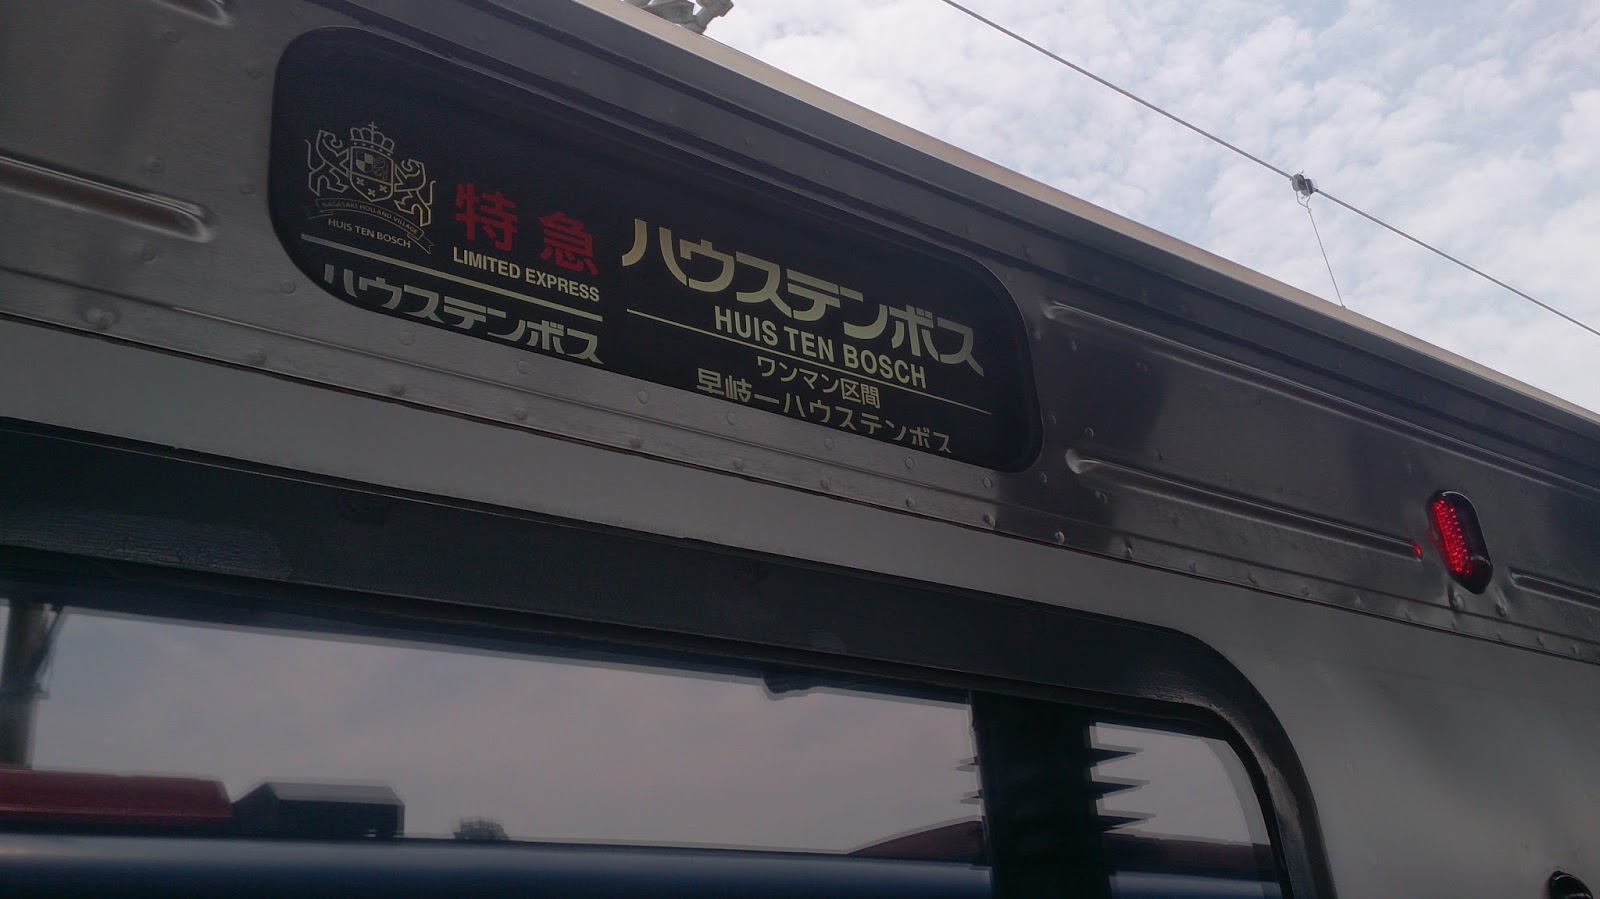 NAGASAKI HOLLAND VILLAGE
HUIS TEN BOSCH
特急
LIMITED EXPRESS
ハウステンボス
ハウステンボス
HUIS TEN BOSCH
ワンマン区間
早岐ーハウステンボス